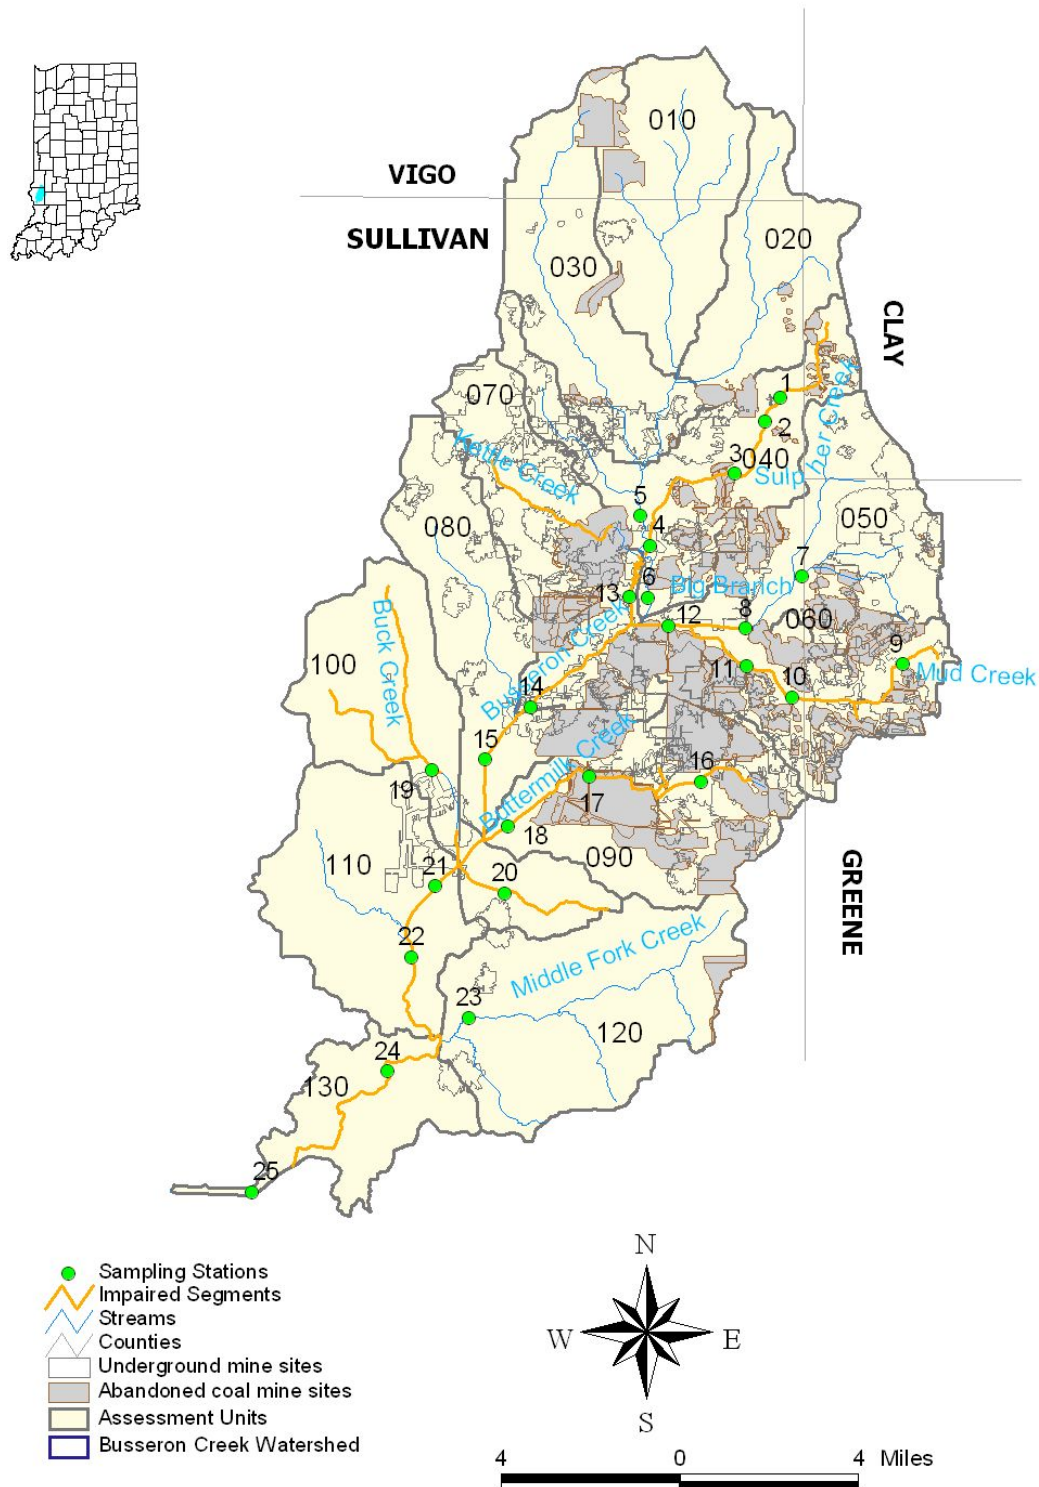 010
VIGO
SULLIVAN
020
030
CLAY
070
1
2
Kettle Creek
3
040
Sulpher Creek
5
080
4
050
7
6
Big Branch
13
12
8
060
Buck Creek
Busseron Creek
9
11
100
10
Mud Creek
14
15
Buttermilk Creek
16
19
17
18
110
090
21
20
GREENE
22
Middle Fork Creek
23
120
24
130
25
N
W
E
S
Sampling Stations
Impaired Segments
Streams
Counties
Underground mine sites
Abandoned coal mine sites
Assessment Units
Busseron Creek Watershed
4 0 4 Miles